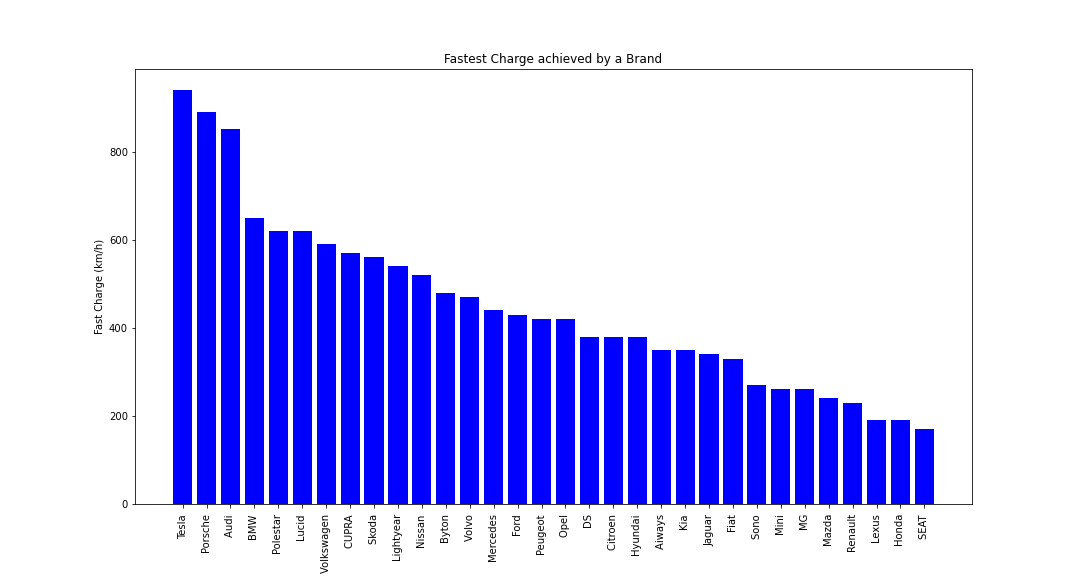 Fastest Charge achieved by a Brand
Fast Charge (km/h)
800
600
400
200
0
Tesla
Porsche
Audi
BMW
Polestar
Lucid
Volkswagen
CUPRA
Skoda
Lightyear
Nissan
Byton
Volvo
Mercedes
Ford
Peugeot
Opel
DS
Citroen
Hyundai
Aiways
Kia
Jaguar
Fiat
Sono
Mini
MG
Mazda
Renault
Lexus
Honda
SEAT